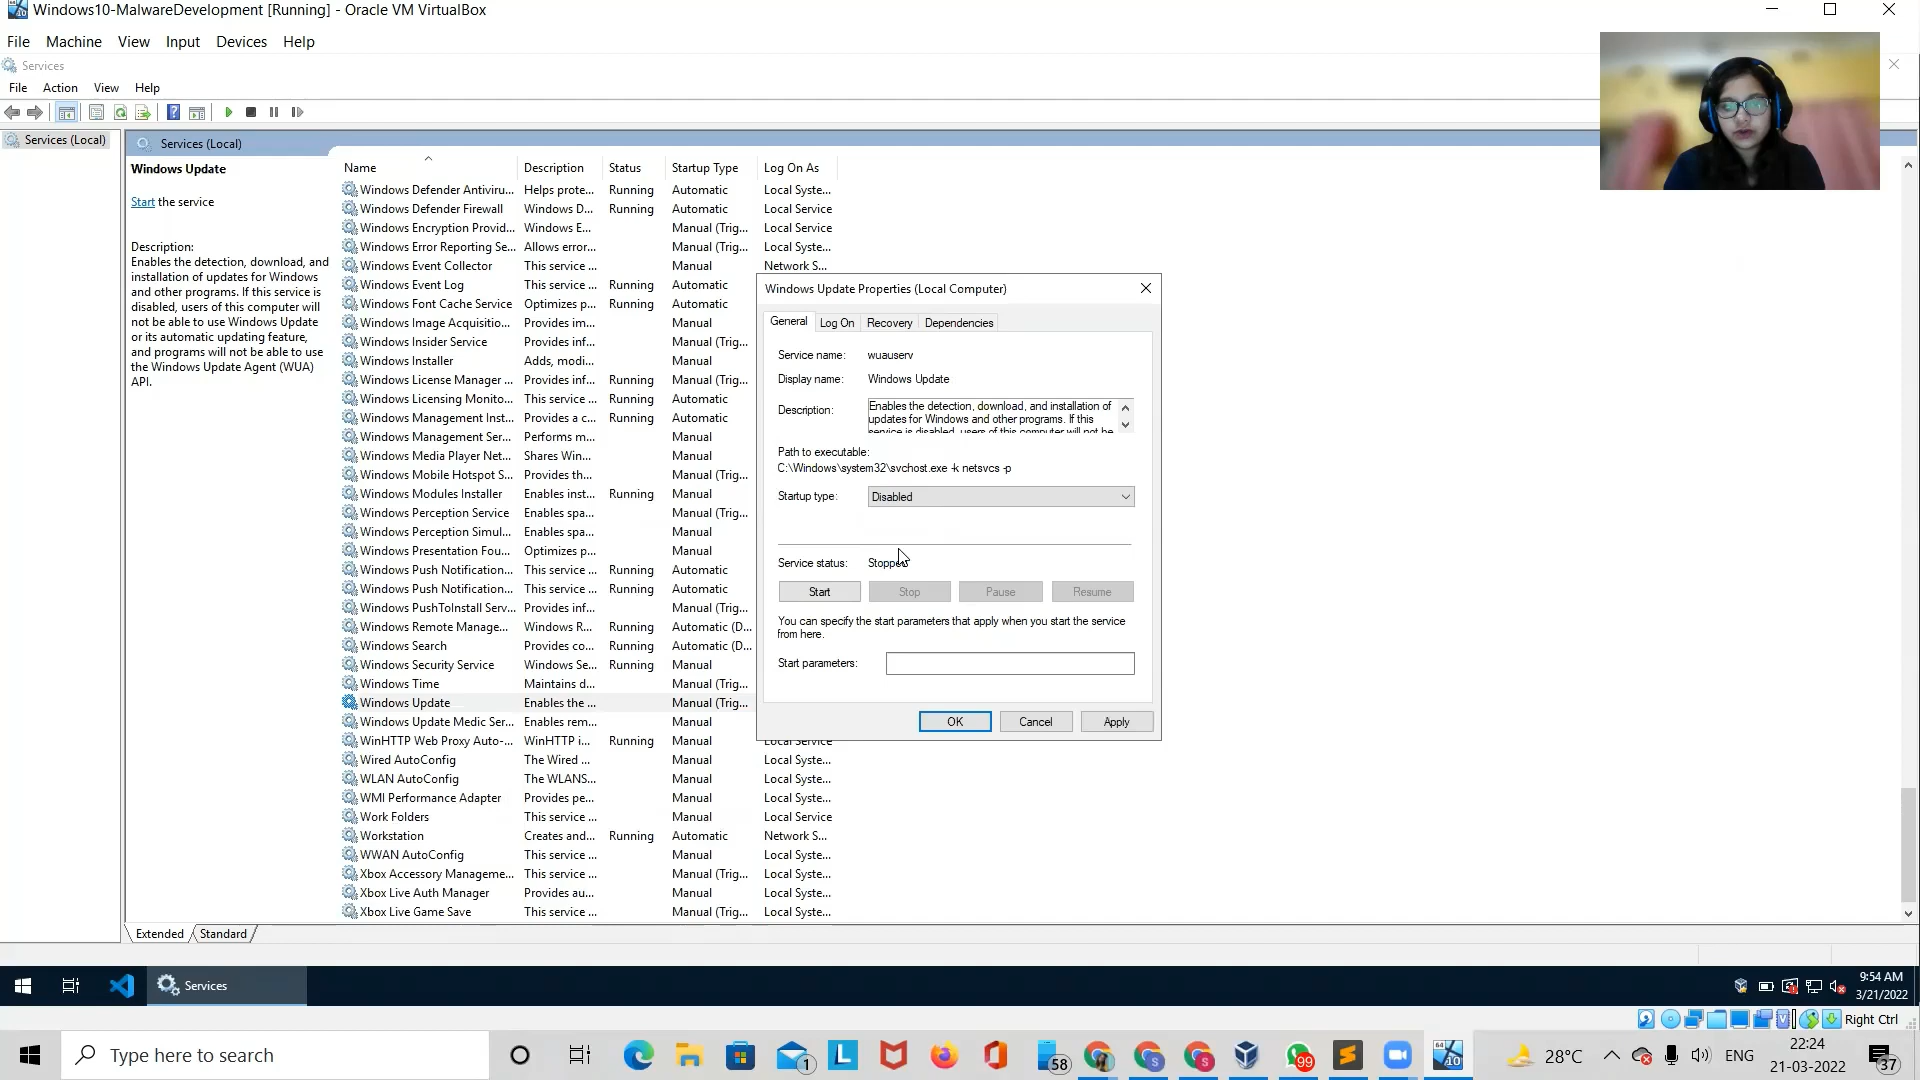 Windows10-MalwareDevelopment [Running] - Oracle VM VirtualBox
File Machine View Input Devices Help
Services
File Action View Help
Services (Local)
Services (Local)
Windows Update
Start the service
Description:
Enables the detection, download, and
installation of updates for Windows
and other programs. If this service is
disabled, users of this computer will
not be able to use Windows Update
or its automatic updating feature,
and programs will not be able to use
the Windows Update Agent (WUA)
API.
Name Description Status Startup Type Log On As
Windows Defender Antiviru... Helps prote... Running Automatic Local Syste...
Windows Defender Firewall Windows D... Running Automatic Local Service
Windows Encryption Provid... Windows E... Manual (Trig... Local Service
Windows Error Reporting Se... Allows error... Manual (Trig... Local Syste...
Windows Event Collector This service ... Manual Network S...
Windows Event Log This service ... Running Automatic
Windows Font Cache Service Optimizes p... Running Automatic
Windows Image Acquisitio... Provides im... Manual
Windows Insider Service Provides inf... Manual (Trig...
Windows Installer Adds, modi... Manual
Windows License Manager ... Provides inf... Running Manual (Trig...
Windows Licensing Monito... This service ... Running Automatic
Windows Management Inst... Provides a c... Running Automatic
Windows Management Ser... Performs m... Manual
Windows Media Player Net... Shares Win... Manual
Windows Mobile Hotspot S... Provides th... Manual (Trig...
Windows Modules Installer Enables inst... Running Manual
Windows Perception Service Enables spa... Manual (Trig...
Windows Perception Simul... Enables spa... Manual
Windows Presentation Fou... Optimizes p... Manual
Windows Push Notification... This service ... Running Automatic
Windows Push Notification... This service ... Running Automatic
Windows PushToInstall Serv... Provides inf... Manual (Trig...
Windows Remote Manage... Windows R... Running Automatic (D...
Windows Search Provides co... Running Automatic (D...
Windows Security Service Windows Se... Running Manual
Windows Time Maintains d... Manual (Trig...
Windows Update Enables the ... Manual (Trig...
Windows Update Medic Ser... Enables rem... Manual
WinHTTP Web Proxy Auto-... WinHTTP i... Running Manual Local Service
Wired AutoConfig The Wired ... Manual Local Syste...
WLAN AutoConfig The WLANS... Manual Local Syste...
WMI Performance Adapter Provides pe... Manual Local Syste...
Work Folders This service ... Manual Local Service
Workstation Creates and... Running Automatic Network S...
WWAN AutoConfig This service ... Manual Local Syste...
Xbox Accessory Manageme... This service ... Manual (Trig... Local Syste...
Xbox Live Auth Manager Provides au... Manual Local Syste...
Xbox Live Game Save This service ... Manual (Trig... Local Syste...
Extended Standard
Windows Update Properties (Local Computer)
General Log On Recovery Dependencies
Service name: wuauserv
Display name: Windows Update
Description: Enables the detection, download, and installation of
updates for Windows and other programs. If this
service is disabled, users of this computer will not be
Path to executable:
C:\Windows\system32\svchost.exe -k netsvcs -p
Startup type: Disabled
Service status: Stopped
Start Stop Pause Resume
You can specify the start parameters that apply when you start the service
from here.
Start parameters:
OK Cancel Apply
Services
9:54 AM
3/21/2022
Right Ctrl
Type here to search
1
58
99
64
10
28°C
ENG
22:24
21-03-2022
37